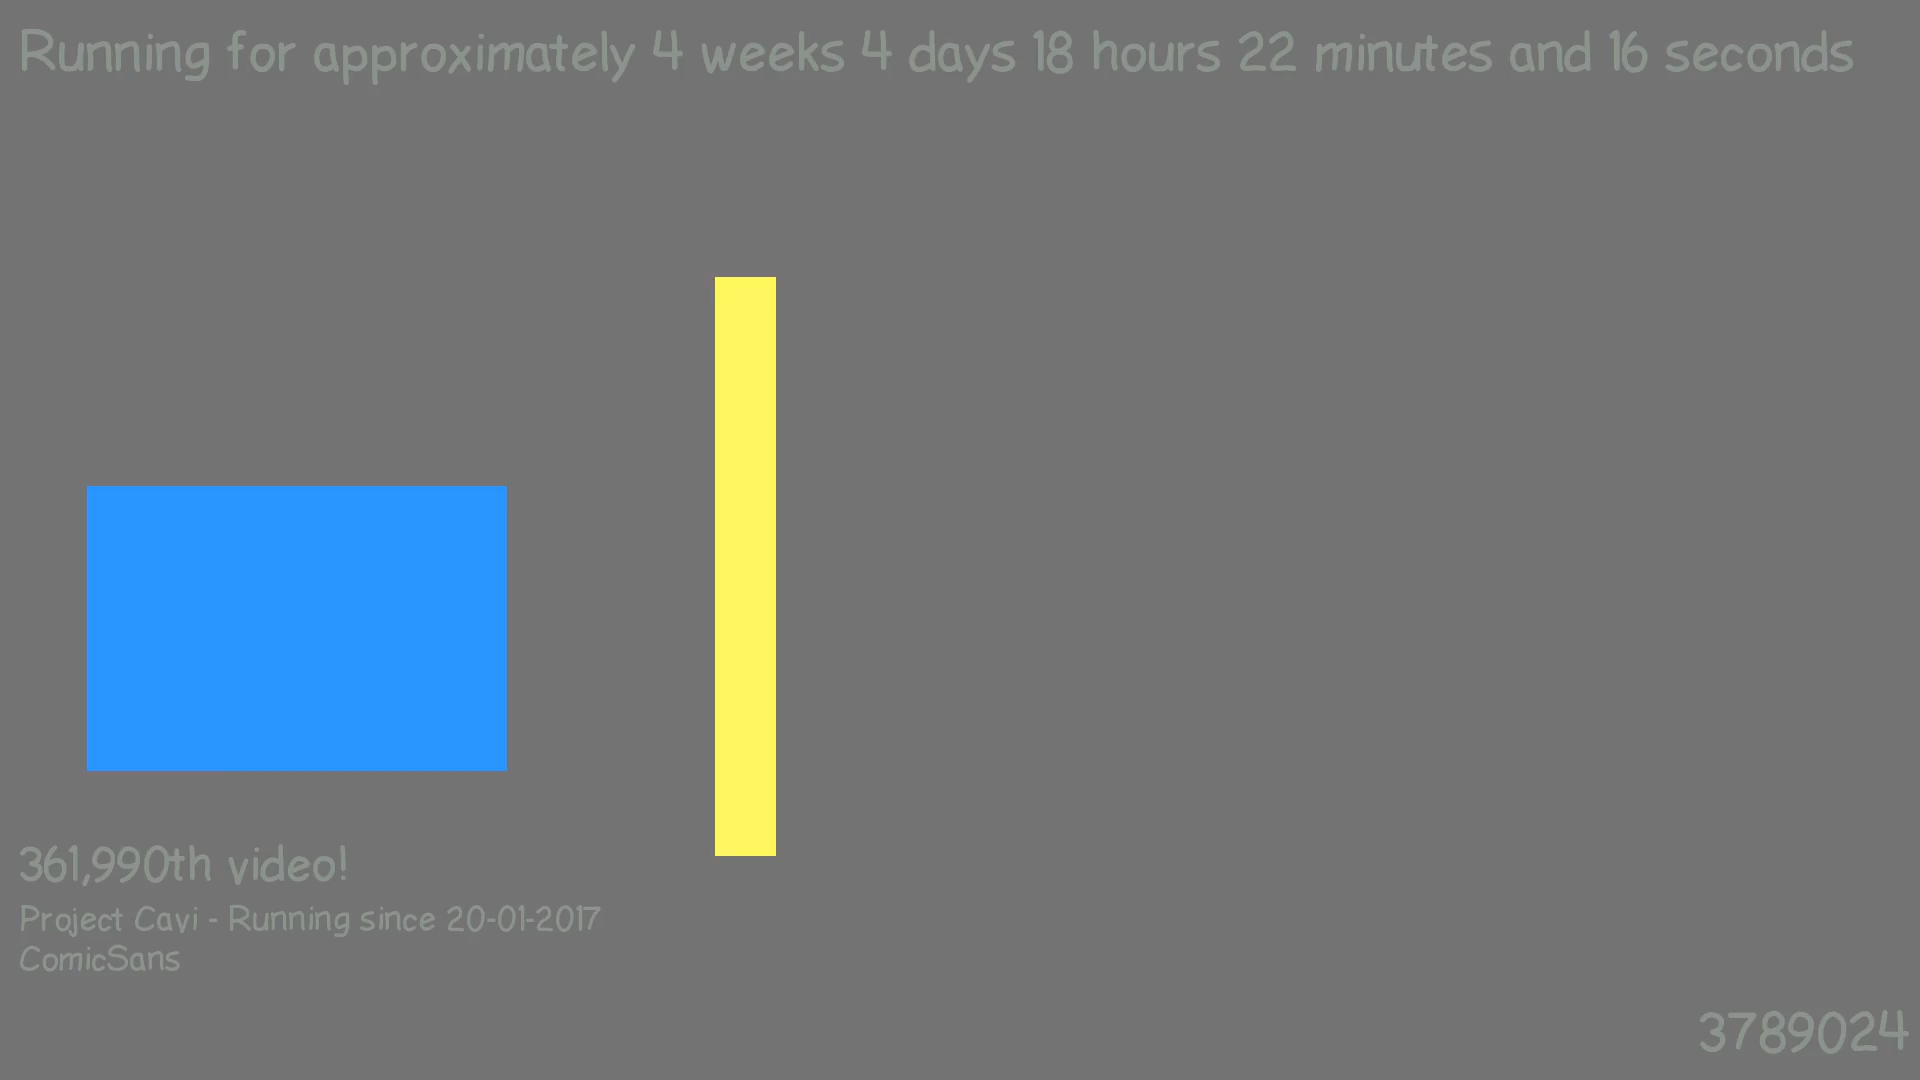 Running for approximately 4 weeks 4 days 18 hours 22 minutes and 16 seconds
361,990th video!
Project Cavi - Running since 20-01-2017
ComicSans
3789024